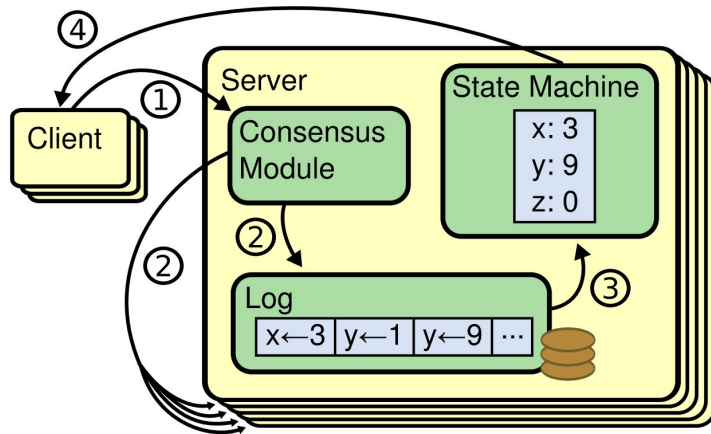 ④
Server
State Machine
①
Client
Consensus
Module
x: 3
y: 9
z: 0
②
②
③
Log
x←3 y←1 y←9 ...